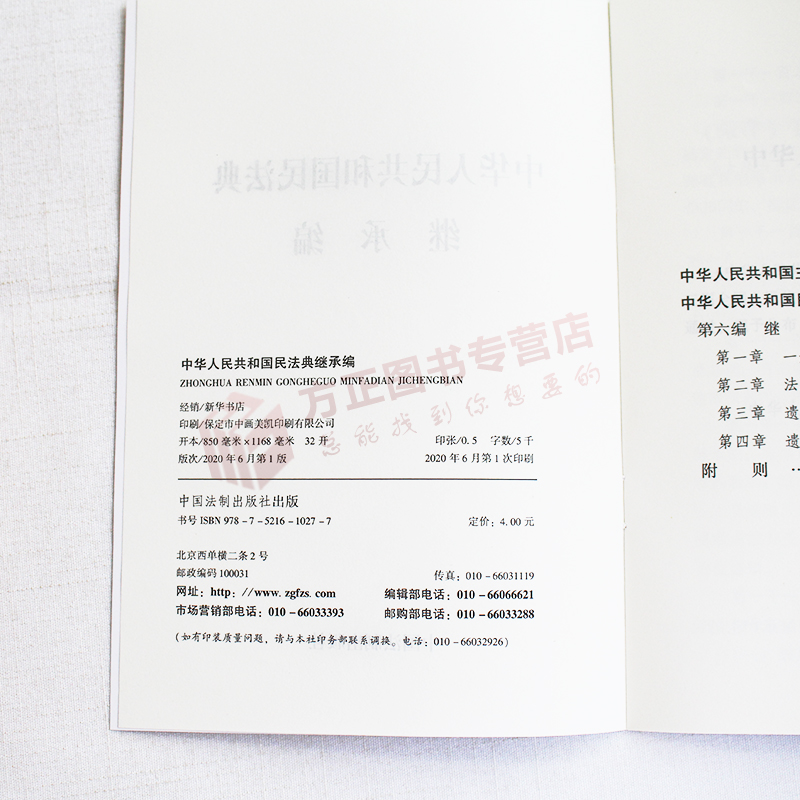 中华人民共和国民法典
继承编
中华人民共和国民法典继承编
ZHONGHUA RENMIN GONGHEGUO MINFADIAN JICHENGBIAN
经销/新华书店
印刷/保定市中画美凯印刷有限公司
开本/850 毫米×1168 毫米 32 开 印张/0.5 字数/5 千
版次/2020 年 6 月第 1 版 2020 年 6 月第 1 次印刷
中国法制出版社出版
书号 ISBN 978-7-5216-1027-7 定价：4.00 元
北京西单横二条 2 号
邮政编码 100031 传真：010-66031119
网址：http：//www.zgfzs.com 编辑部电话：010-66066621
市场营销部电话：010-66033393 邮购部电话：010-66033288
（如有印装质量问题，请与本社印务部联系调换。电话：010-66032926）
方正图书专营店
总能找到你想要的
中华人民共和国
中华人民共和国
第六编 继
第一章 一
第二章 法
第三章 遗
第四章 遗
附 则 …